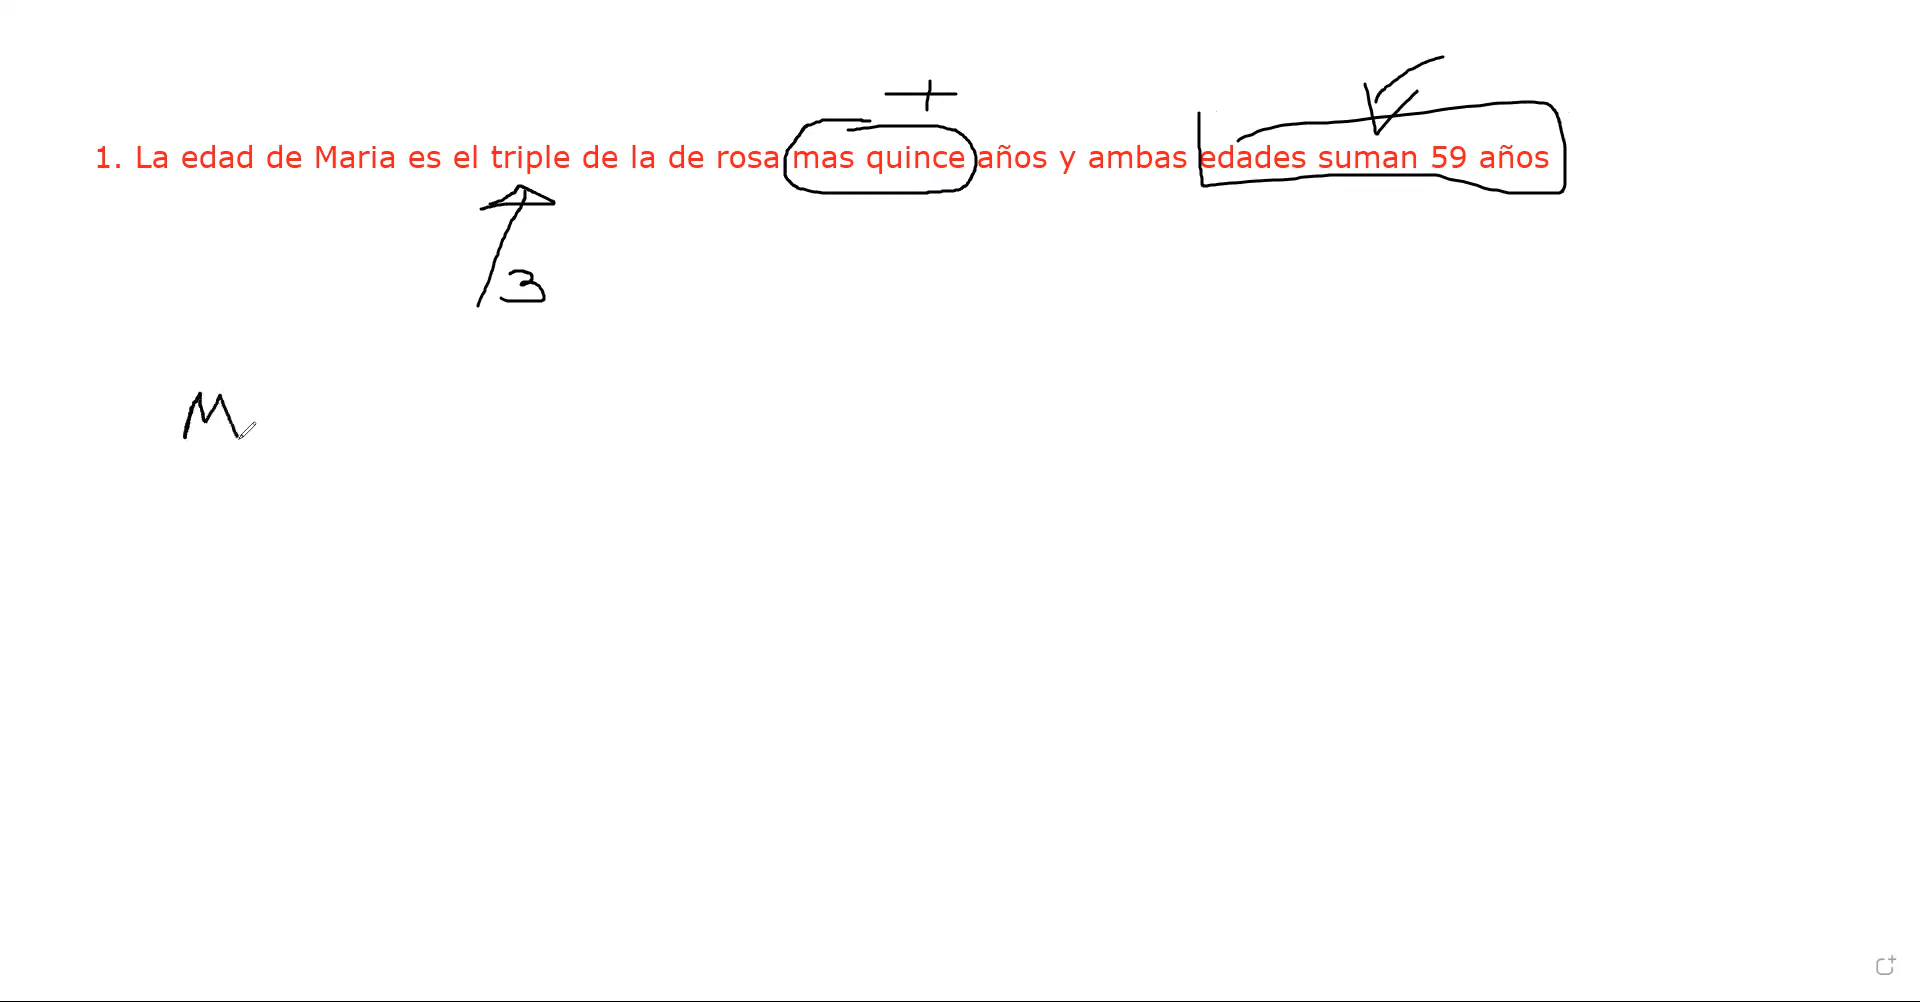 +
1. La edad de Maria es el triple de la de rosa mas quince años y ambas edades suman 59 años
3
M